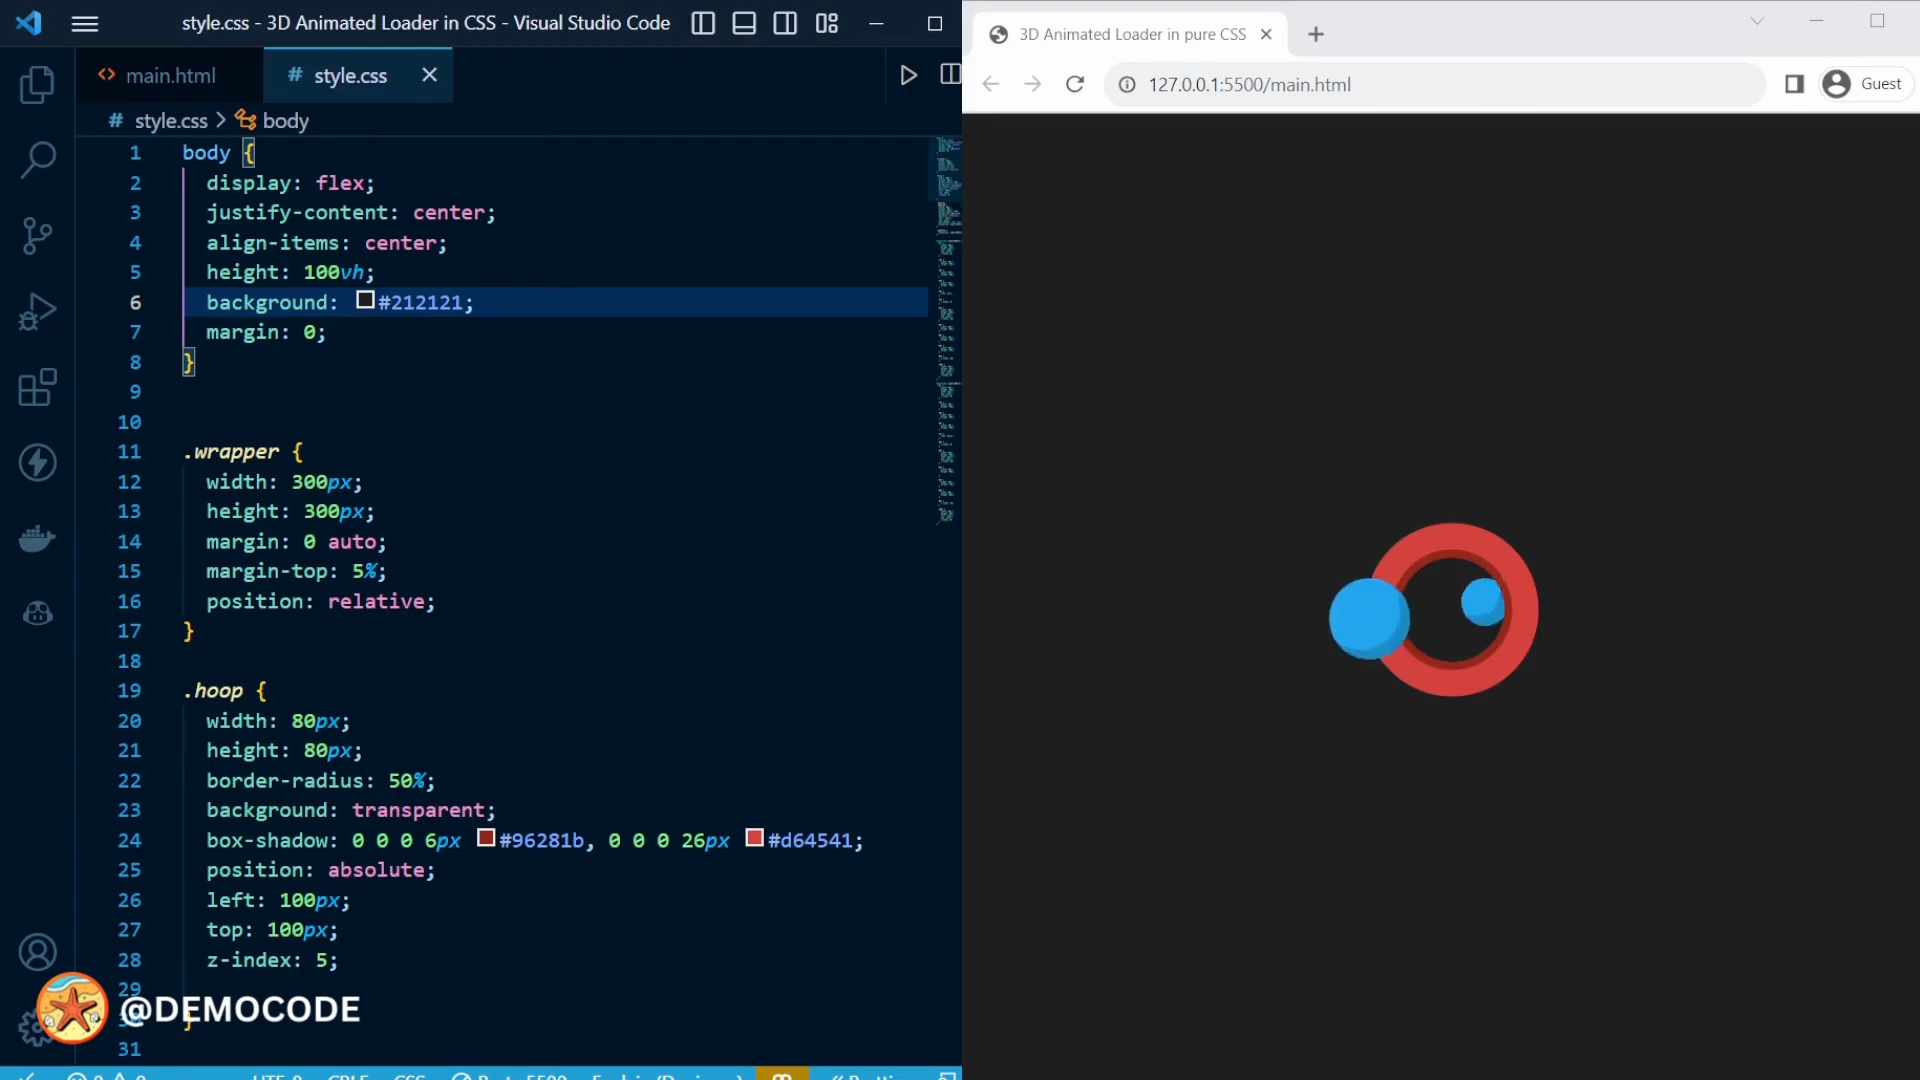 style.css - 3D Animated Loader in CSS - Visual Studio Code
main.html
# style.css
# style.css > body
1 body {
2 display: flex;
3 justify-content: center;
4 align-items: center;
5 height: 100vh;
6 background: #212121;
7 margin: 0;
8 }
9
10
11 .wrapper {
12 width: 300px;
13 height: 300px;
14 margin: 0 auto;
15 margin-top: 5%;
16 position: relative;
17 }
18
19 .hoop {
20 width: 80px;
21 height: 80px;
22 border-radius: 50%;
23 background: transparent;
24 box-shadow: 0 0 0 6px #96281b, 0 0 0 26px #d64541;
25 position: absolute;
26 left: 100px;
27 top: 100px;
28 z-index: 5;
29
}
31
@DEMOCODE
3D Animated Loader in pure CSS
127.0.0.1:5500/main.html
Guest